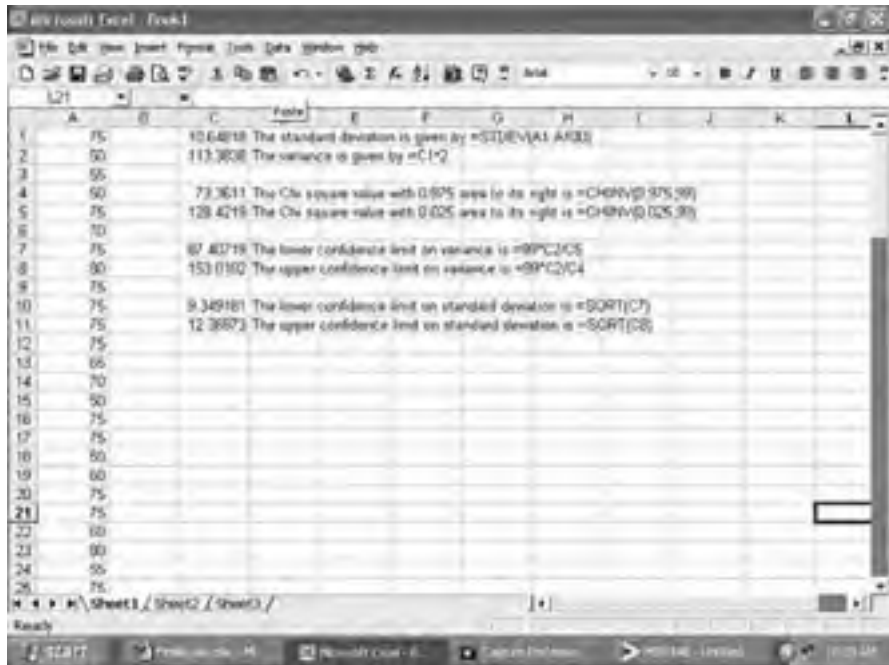 Microsoft Excel - Book1
File Edit View Insert Format Tools Data Window Help
Arial
L21 =
Paste
A B C E F G H I J K L
1 75 10.64818 The standard deviation is given by =STDEV(A1:A100)
2 50 113.3838 The variance is given by =C1^2
3 55
4 50 73.3611 The Chi square value with 0.975 area to its right is =CHIINV(0.975,99)
5 75 128.4219 The Chi square value with 0.025 area to its right is =CHIINV(0.025,99)
6 70
7 75 87.40719 The lower confidence limit on variance is =99*C2/C5
8 80 153.0102 The upper confidence limit on variance is =99*C2/C4
9 75
10 75 9.349181 The lower confidence limit on standard deviation is =SQRT(C7)
11 75 12.36973 The upper confidence limit on standard deviation is =SQRT(C8)
12 75
13 65
14 70
15 50
16 75
17 75
18 50
19 60
20 75
21 75
22 60
23 80
24 55
25 75
Sheet1 / Sheet2 / Sheet3 /
Ready
START Microsoft Excel - B...